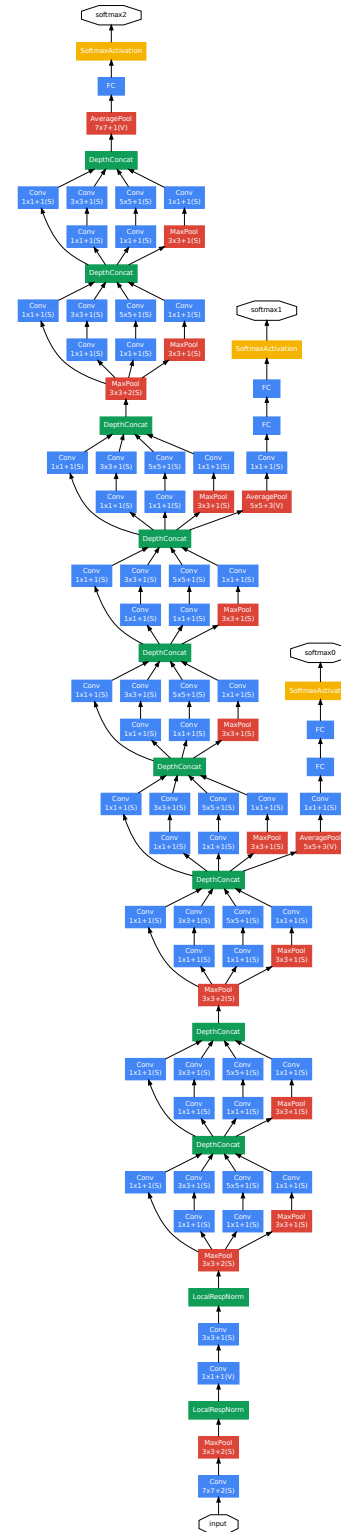 softmax2
SoftmaxActivation
FC
AveragePool
7x7+1(V)
DepthConcat
Conv Conv Conv Conv
1x1+1(S) 3x3+1(S) 5x5+1(S) 1x1+1(S)
Conv Conv MaxPool
1x1+1(S) 1x1+1(S) 3x3+1(S)
DepthConcat
Conv Conv Conv Conv
1x1+1(S) 3x3+1(S) 5x5+1(S) 1x1+1(S)
softmax1
Conv Conv MaxPool
1x1+1(S) 1x1+1(S) 3x3+1(S)
SoftmaxActivation
MaxPool
3x3+2(S)
FC
DepthConcat
FC
Conv Conv Conv Conv Conv
1x1+1(S) 3x3+1(S) 5x5+1(S) 1x1+1(S) 1x1+1(S)
Conv Conv MaxPool AveragePool
1x1+1(S) 1x1+1(S) 3x3+1(S) 5x5+3(V)
DepthConcat
Conv Conv Conv Conv
1x1+1(S) 3x3+1(S) 5x5+1(S) 1x1+1(S)
Conv Conv MaxPool
1x1+1(S) 1x1+1(S) 3x3+1(S)
DepthConcat
softmax0
Conv Conv Conv Conv
1x1+1(S) 3x3+1(S) 5x5+1(S) 1x1+1(S)
SoftmaxActivat
Conv Conv MaxPool
1x1+1(S) 1x1+1(S) 3x3+1(S)
FC
DepthConcat
FC
Conv Conv Conv Conv Conv
1x1+1(S) 3x3+1(S) 5x5+1(S) 1x1+1(S) 1x1+1(S)
Conv Conv MaxPool AveragePool
1x1+1(S) 1x1+1(S) 3x3+1(S) 5x5+3(V)
DepthConcat
Conv Conv Conv Conv
1x1+1(S) 3x3+1(S) 5x5+1(S) 1x1+1(S)
Conv Conv MaxPool
1x1+1(S) 1x1+1(S) 3x3+1(S)
MaxPool
3x3+2(S)
DepthConcat
Conv Conv Conv Conv
1x1+1(S) 3x3+1(S) 5x5+1(S) 1x1+1(S)
Conv Conv MaxPool
1x1+1(S) 1x1+1(S) 3x3+1(S)
DepthConcat
Conv Conv Conv Conv
1x1+1(S) 3x3+1(S) 5x5+1(S) 1x1+1(S)
Conv Conv MaxPool
1x1+1(S) 1x1+1(S) 3x3+1(S)
MaxPool
3x3+2(S)
LocalRespNorm
Conv
3x3+1(S)
Conv
1x1+1(V)
LocalRespNorm
MaxPool
3x3+2(S)
Conv
7x7+2(S)
input